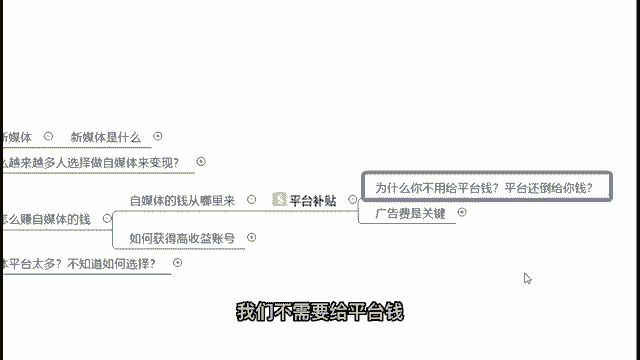 新媒体
新媒体是什么
么越来越多人选择做自媒体来变现？
为什么你不用给平台钱？平台还倒给你钱？
自媒体的钱从哪里来
平台补贴
广告费是关键
怎么赚自媒体的钱
如何获得高收益账号
体平台太多？不知道如何选择？
我们不需要给平台钱